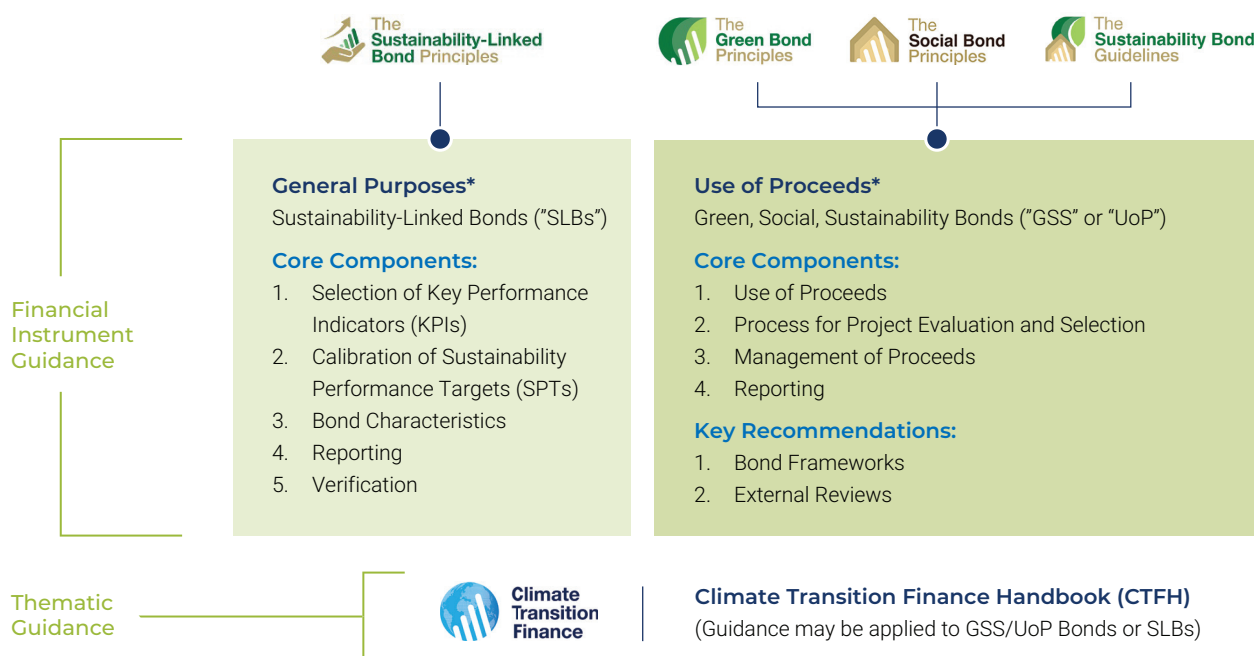 The
Sustainability-Linked
Bond Principles
The
Green Bond
Principles
The
Social Bond
Principles
The
Sustainability Bond
Guidelines
Financial
Instrument
Guidance
General Purposes*
Sustainability-Linked Bonds (”SLBs”)
Core Components:
1. Selection of Key Performance
Indicators (KPIs)
2. Calibration of Sustainability
Performance Targets (SPTs)
3. Bond Characteristics
4. Reporting
5. Verification
Use of Proceeds*
Green, Social, Sustainability Bonds (”GSS” or “UoP”)
Core Components:
1. Use of Proceeds
2. Process for Project Evaluation and Selection
3. Management of Proceeds
4. Reporting
Key Recommendations:
1. Bond Frameworks
2. External Reviews
Thematic
Guidance
Climate
Transition
Finance
Climate Transition Finance Handbook (CTFH)
(Guidance may be applied to GSS/UoP Bonds or SLBs)